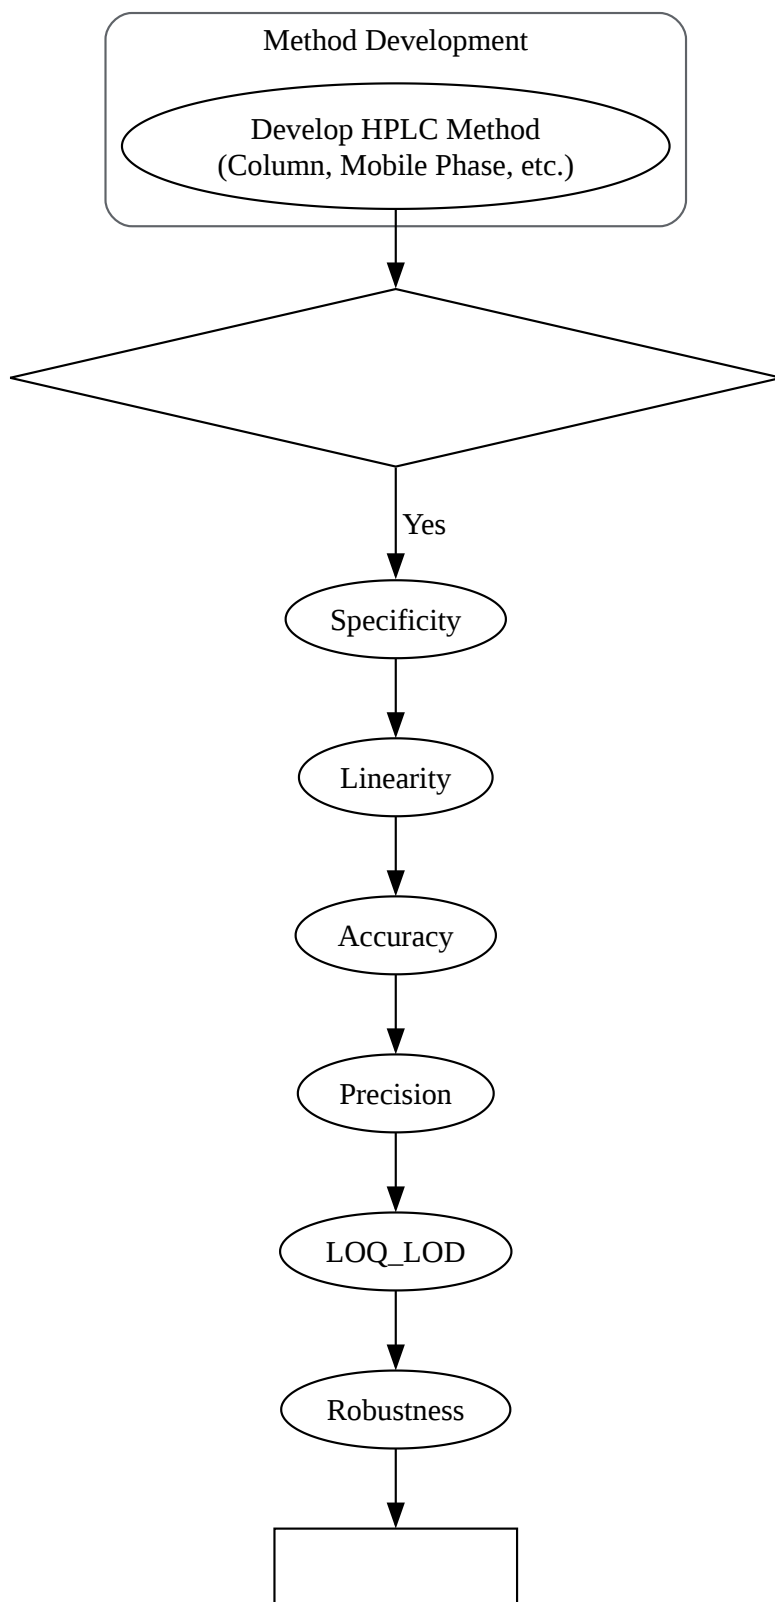 Method Development
Develop HPLC Method
(Column, Mobile Phase, etc.)
Yes
Specificity
Linearity
Accuracy
Precision
LOQ_LOD
Robustness